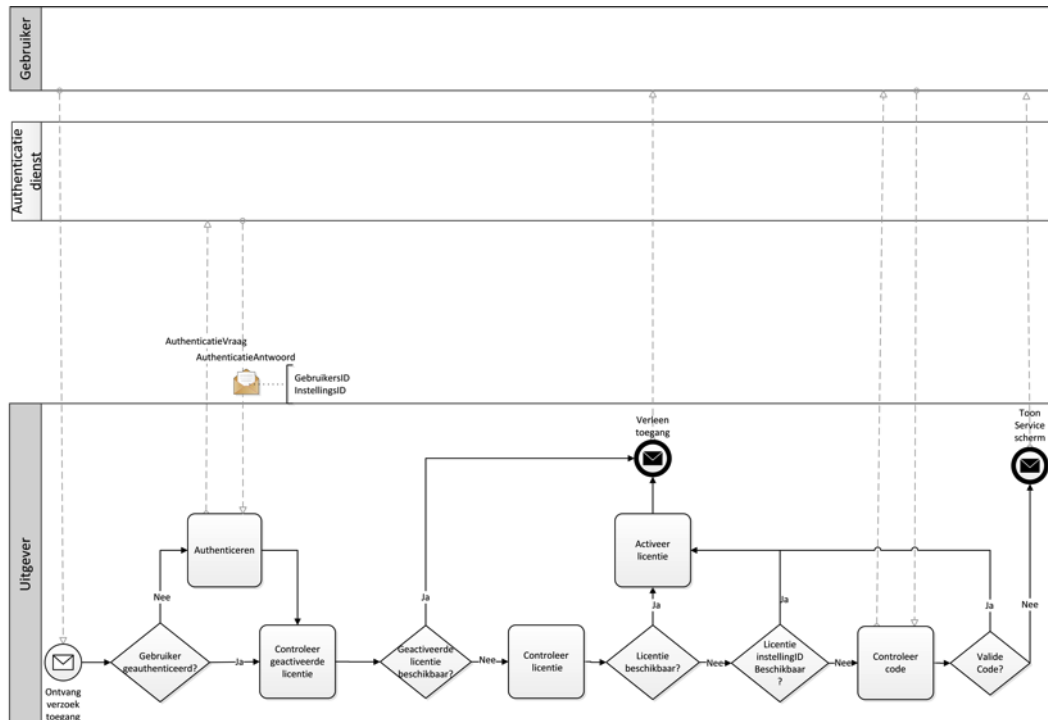 Gebruiker
Authenticatie
dienst
AuthenticatieVraag
AuthenticatieAntwoord
GebruikersID
InstellingsID
Uitgever
Verleen
toegang
Toon
Service
scherm
Authenticeren
Activeer
licentie
Nee
Ja
Ja
Ja
Ja
Nee
Gebruiker
geauthenticeerd?
Ja
Controleer
geactiveerde
licentie
Geactiveerde
licentie
beschikbaar?
Nee
Controleer
licentie
Licentie
beschikbaar?
Nee
Licentie
instellingID
Beschikbaar
?
Nee
Controleer
code
Valide
Code?
Ontvang
verzoek
toegang